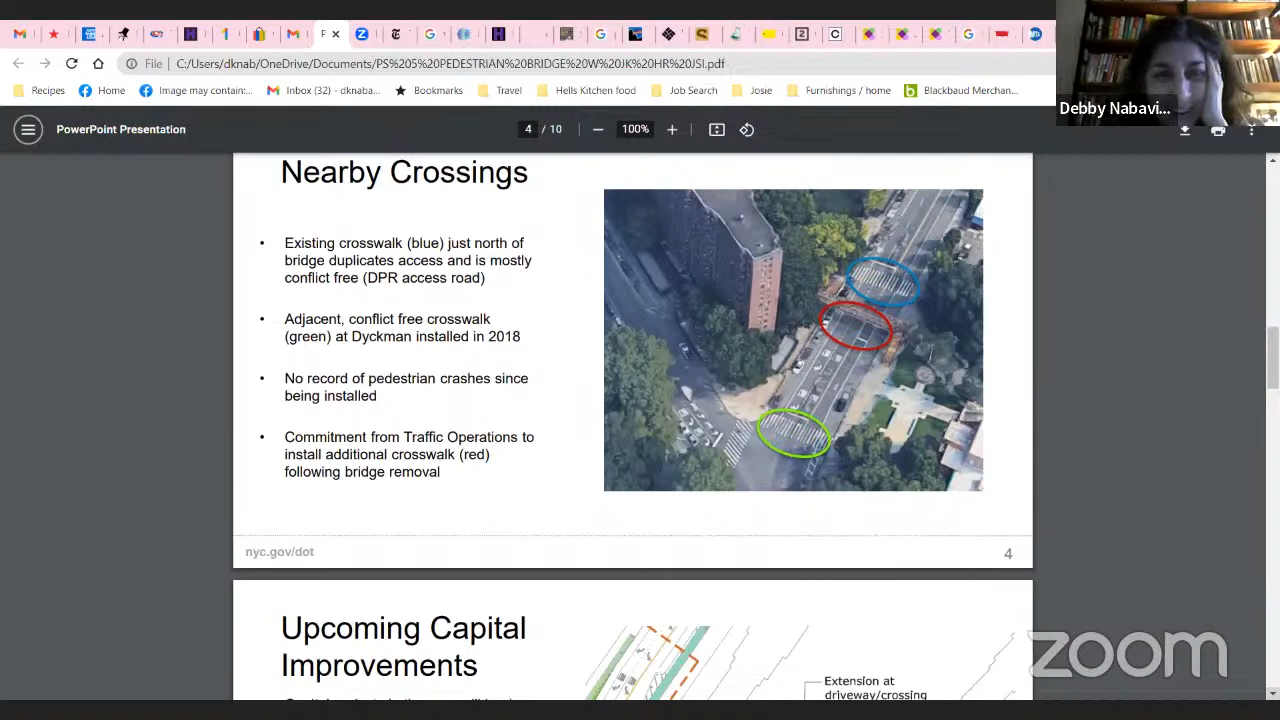 File
C:/Users/dknab/OneDrive/Documents/PS%205%20PEDESTRIAN%20BRIDGE%20W%20JK%20HR%20JSI.pdf
Recipes
Home
Image may contain:...
Inbox (32) - dknaba...
Bookmarks
Travel
Hells Kitchen food
Job Search
Josie
Furnishings / home
Blackbaud Merchan...
Debby Nabavi...
PowerPoint Presentation
4 / 10
100%
Nearby Crossings
• Existing crosswalk (blue) just north of
bridge duplicates access and is mostly
conflict free (DPR access road)
• Adjacent, conflict free crosswalk
(green) at Dyckman installed in 2018
• No record of pedestrian crashes since
being installed
• Commitment from Traffic Operations to
install additional crosswalk (red)
following bridge removal
nyc.gov/dot
4
Upcoming Capital
Improvements
Extension at
driveway/crossing
zoom